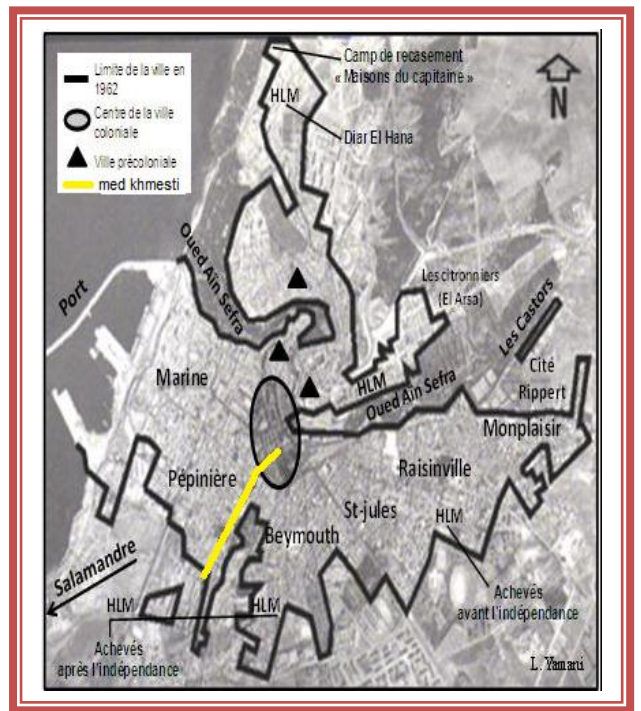 Limite de la ville en
1962
Centre de la ville
coloniale
Ville précoloniale
med khmesti
Camp de recasement
« Maisons du capitaine »
HLM
Diar El Hana
N
Oued Aïn Sefra
Port
Les citronniers
(El Arsa)
Les Castors
Cité
Rippert
Marine
HLM
Oued Aïn Sefra
Monplaisir
Raisinville
Pépinière
St-jules
HLM
Beymouth
Salamandre
HLM
HLM
Achevés
avant l'indépendance
Achevés
après l'indépendance
L. Yamani